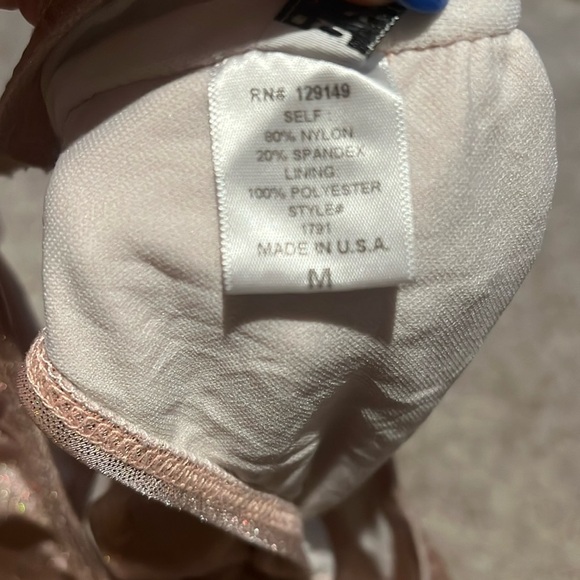 RN# 129149
SELF:
80% NYLON
20% SPANDEX
LINING:
100% POLYESTER
STYLE#
1791
MADE IN U.S.A.
M